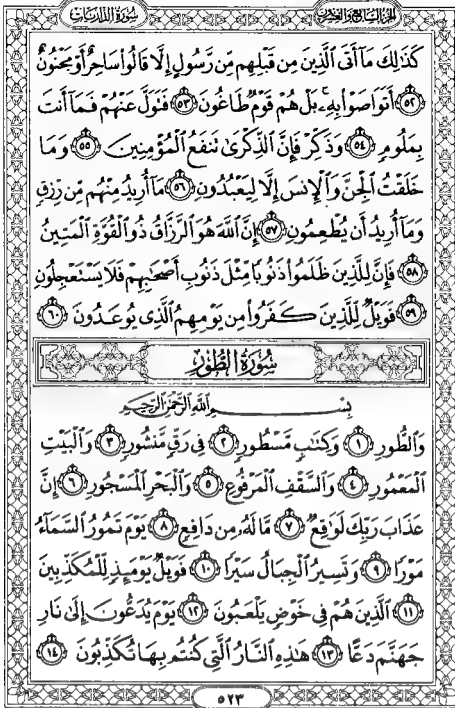 الجزء السابع والعشرون
سورة الذاريات
كَذَٰلِكَ مَآ أَتَى ٱلَّذِينَ مِن قَبْلِهِم مِّن رَّسُولٍ إِلَّا قَالُوا۟ سَاحِرٌ أَوْ مَجْنُونٌ
٥٢ أَتَوَاصَوْا۟ بِهِۦ ۚ بَلْ هُمْ قَوْمٌ طَاغُونَ ٥٣ فَتَوَلَّ عَنْهُمْ فَمَآ أَنتَ
بِمَلُومٍ ٥٤ وَذَكِّرْ فَإِنَّ ٱلذِّكْرَىٰ تَنفَعُ ٱلْمُؤْمِنِينَ ٥٥ وَمَا
خَلَقْتُ ٱلْجِنَّ وَٱلْإِنسَ إِلَّا لِيَعْبُدُونِ ٥٦ مَآ أُرِيدُ مِنْهُم مِّن رِّزْقٍ
وَمَآ أُرِيدُ أَن يُطْعِمُونِ ٥٧ إِنَّ ٱللَّهَ هُوَ ٱلرَّزَّاقُ ذُو ٱلْقُوَّةِ ٱلْمَتِينُ
٥٨ فَإِنَّ لِلَّذِينَ ظَلَمُوا۟ ذَنُوبًا مِّثْلَ ذَنُوبِ أَصْحَٰبِهِمْ فَلَا يَسْتَعْجِلُونِ
٥٩ فَوَيْلٌ لِّلَّذِينَ كَفَرُوا۟ مِن يَوْمِهِمُ ٱلَّذِى يُوعَدُونَ ٦٠
سُورَةُ الطُّورِ
بِسْمِ ٱللَّهِ ٱلرَّحْمَٰنِ ٱلرَّحِيمِ
وَٱلطُّورِ ١ وَكِتَٰبٍ مَّسْطُورٍ ٢ فِى رَقٍّ مَّنشُورٍ ٣ وَٱلْبَيْتِ
ٱلْمَعْمُورِ ٤ وَٱلسَّقْفِ ٱلْمَرْفُوعِ ٥ وَٱلْبَحْرِ ٱلْمَسْجُورِ ٦ إِنَّ
عَذَابَ رَبِّكَ لَوَٰقِعٌ ٧ مَّا لَهُۥ مِن دَافِعٍ ٨ يَوْمَ تَمُورُ ٱلسَّمَآءُ
مَوْرًا ٩ وَتَسِيرُ ٱلْجِبَالُ سَيْرًا ١٠ فَوَيْلٌ يَوْمَئِذٍ لِّلْمُكَذِّبِينَ
١١ ٱلَّذِينَ هُمْ فِى خَوْضٍ يَلْعَبُونَ ١٢ يَوْمَ يُدَعُّونَ إِلَىٰ نَارِ
جَهَنَّمَ دَعًّا ١٣ هَٰذِهِ ٱلنَّارُ ٱلَّتِى كُنتُم بِهَا تُكَذِّبُونَ ١٤
٥٢٣